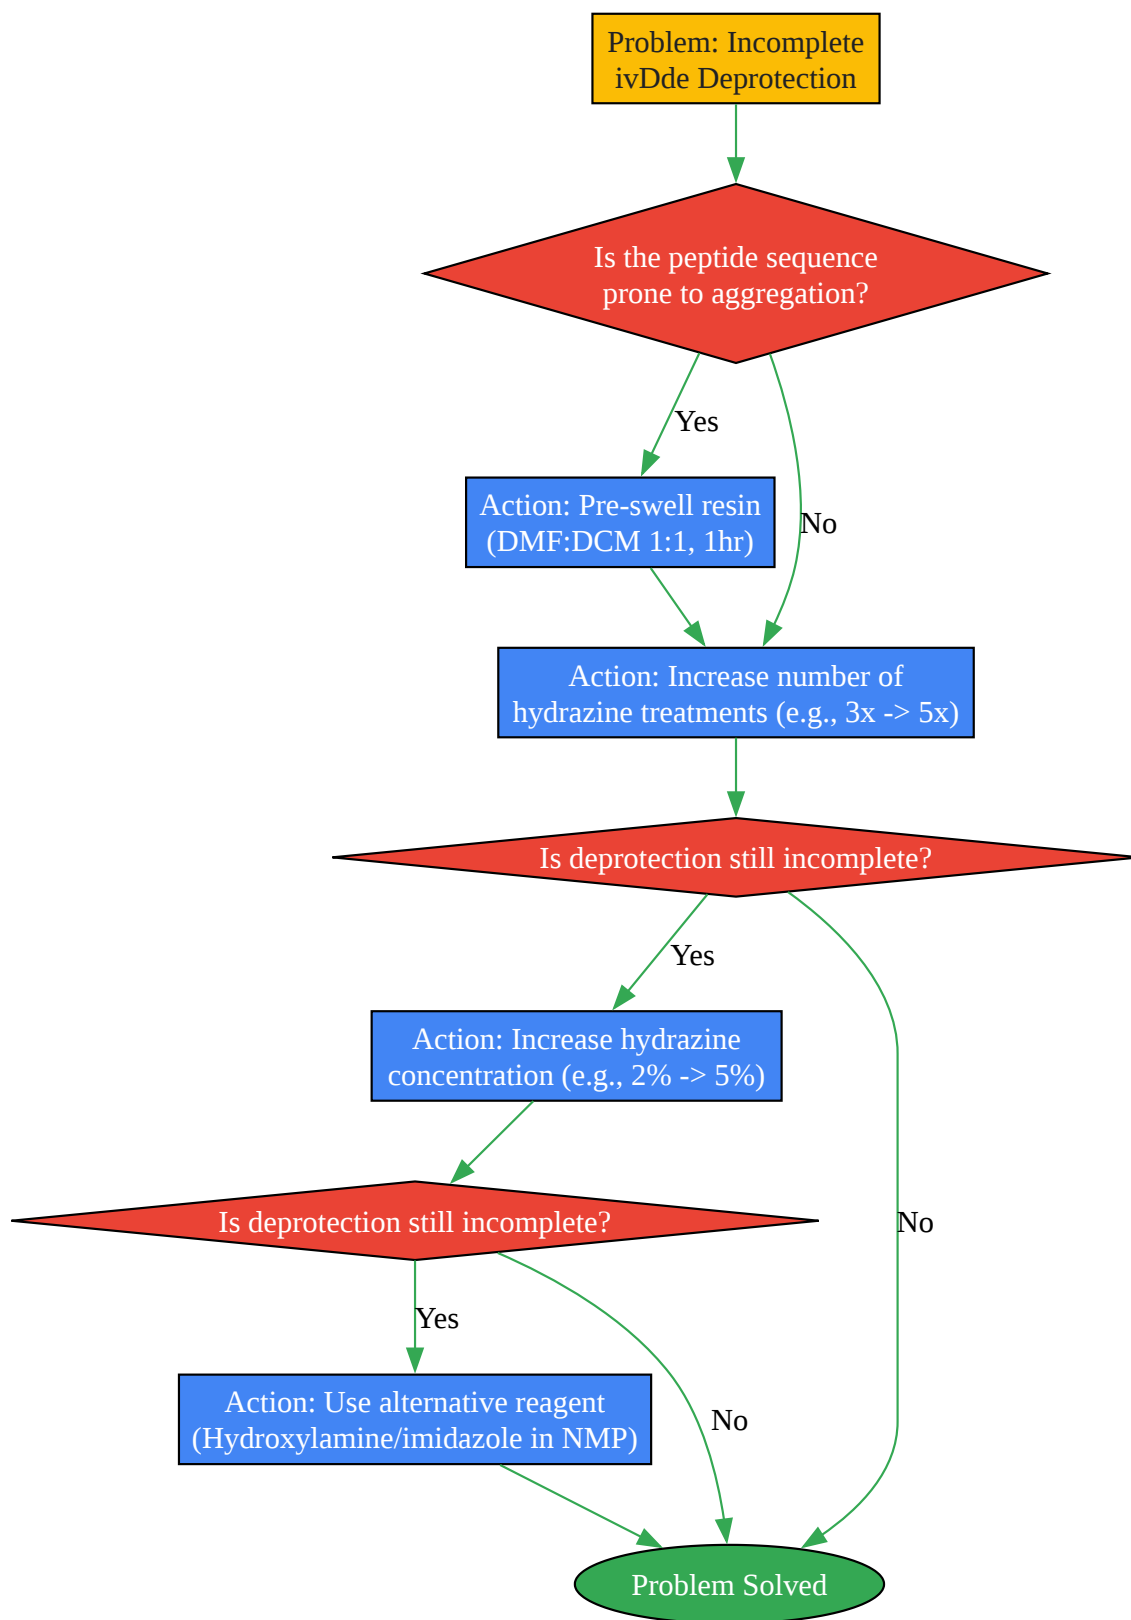 Problem: Incomplete
ivDde Deprotection
Is the peptide sequence
prone to aggregation?
Yes
Action: Pre-swell resin
(DMF:DCM 1:1, 1hr)
No
Action: Increase number of
hydrazine treatments (e.g., 3x -> 5x)
Is deprotection still incomplete?
Yes
Action: Increase hydrazine
concentration (e.g., 2% -> 5%)
Is deprotection still incomplete?
No
Yes
Action: Use alternative reagent
(Hydroxylamine/imidazole in NMP)
No
Problem Solved